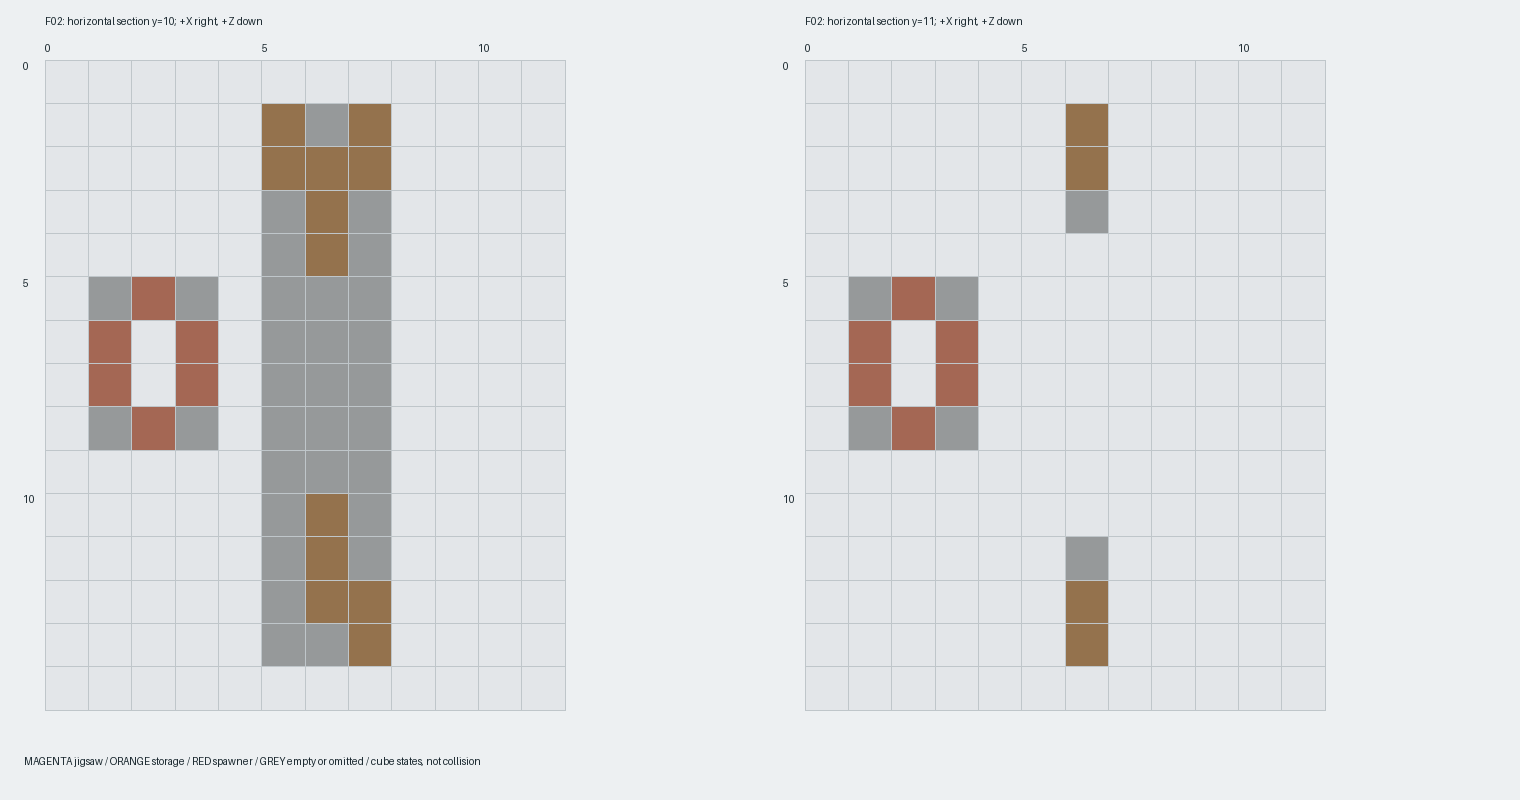 F02: horizontal section y=10; +X right, +Z down
F02: horizontal section y=11; +X right, +Z down
0 5 10
0 5 10
0
0
5
5
10
10
MAGENTA jigsaw / ORANGE storage / RED spawner / GREY empty or omitted / cube states, not collision